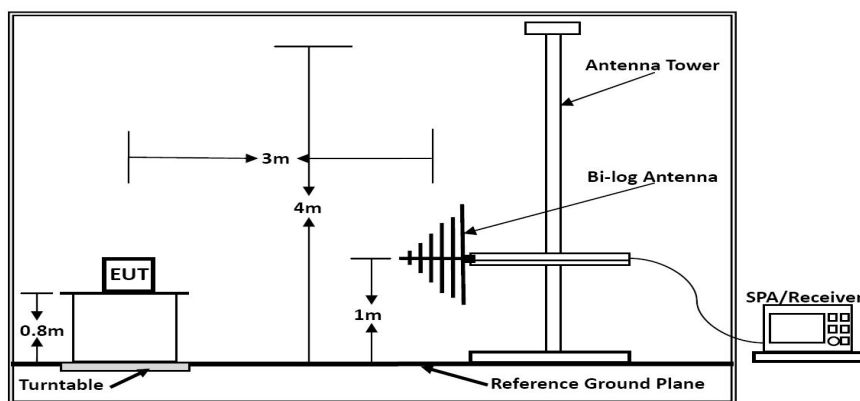 Antenna Tower
3m
Bi-log Antenna
4m
EUT
SPA/Receiver
0.8m
1m
Turntable
Reference Ground Plane